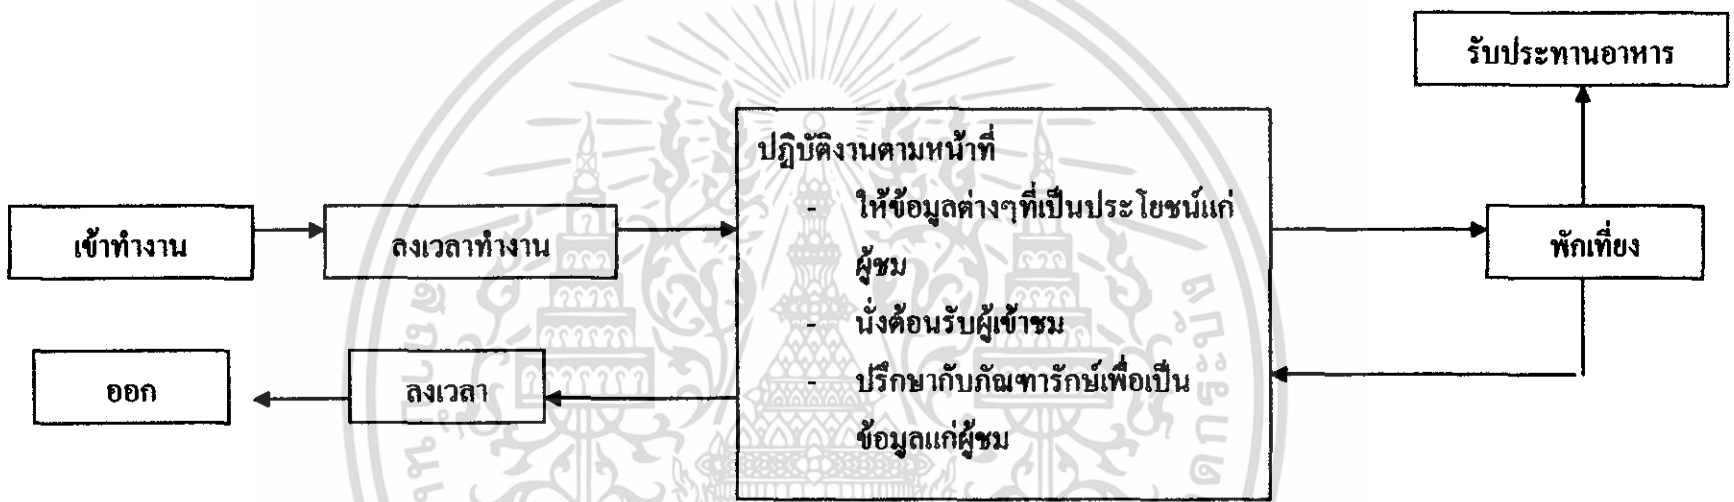 รับประทานอาหาร
ปฏิบัติงานตามหน้าที่
- ให้ข้อมูลต่างๆที่เป็นประโยชน์แก่
ผู้ชม
เข้าทำงาน
ลงเวลาทำงาน
พักเที่ยง
- นั่งต้อนรับผู้เข้าชม
- ปรึกษากับภัณฑารักษ์เพื่อเป็น
ข้อมูลแก่ผู้ชม
ออก
ลงเวลา